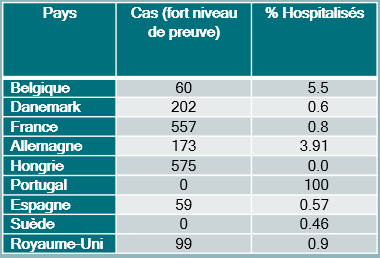 Pays Cas (fort niveau de preuve) % Hospitalisés
Belgique 60 5.5
Danemark 202 0.6
France 557 0.8
Allemagne 173 3.91
Hongrie 575 0.0
Portugal 0 100
Espagne 59 0.57
Suède 0 0.46
Royaume-Uni 99 0.9